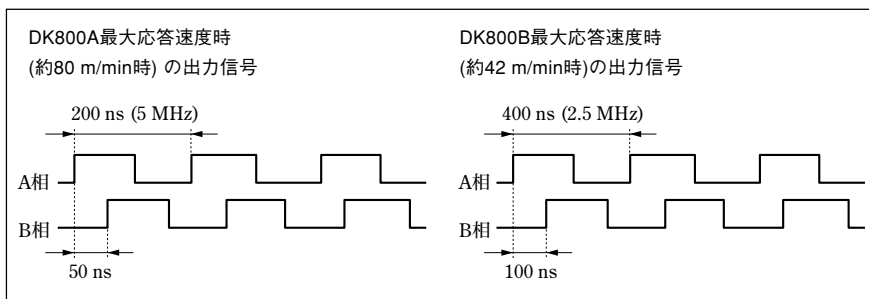 DK800A最大応答速度時
(約80 m/min時) の出力信号
200 ns (5 MHz)
A相
B相
50 ns
DK800B最大応答速度時
(約42 m/min時)の出力信号
400 ns (2.5 MHz)
A相
B相
100 ns